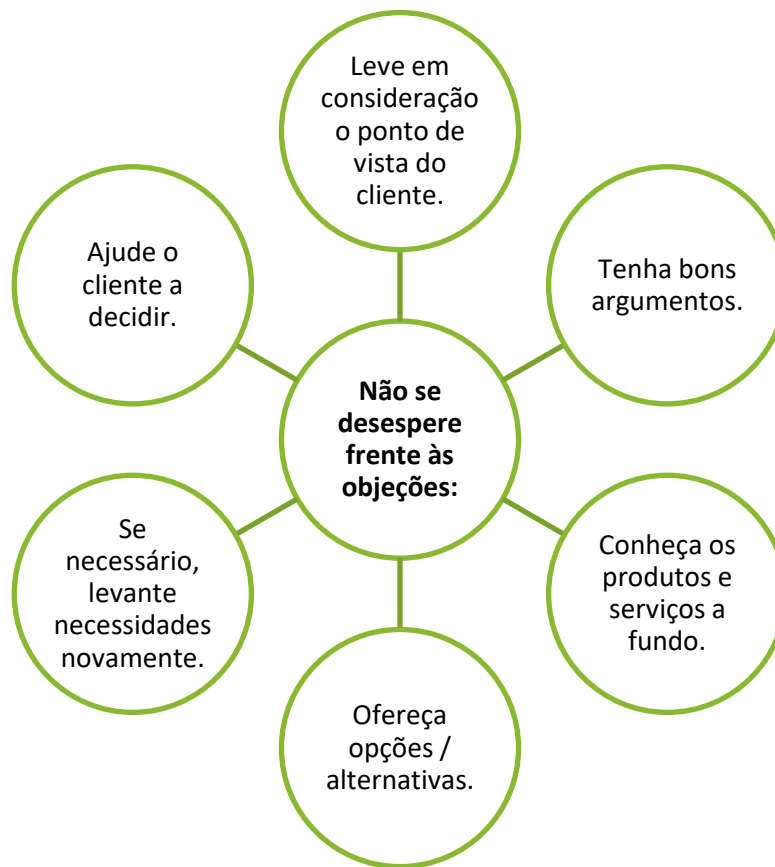 Leve em
consideração
o ponto de
vista do
cliente.
Ajude o
cliente a
decidir.
Tenha bons
argumentos.
Não se
desespere
frente às
objeções:
Se
necessário,
levante
necessidades
novamente.
Conheça os
produtos e
serviços a
fundo.
Ofereça
opções /
alternativas.